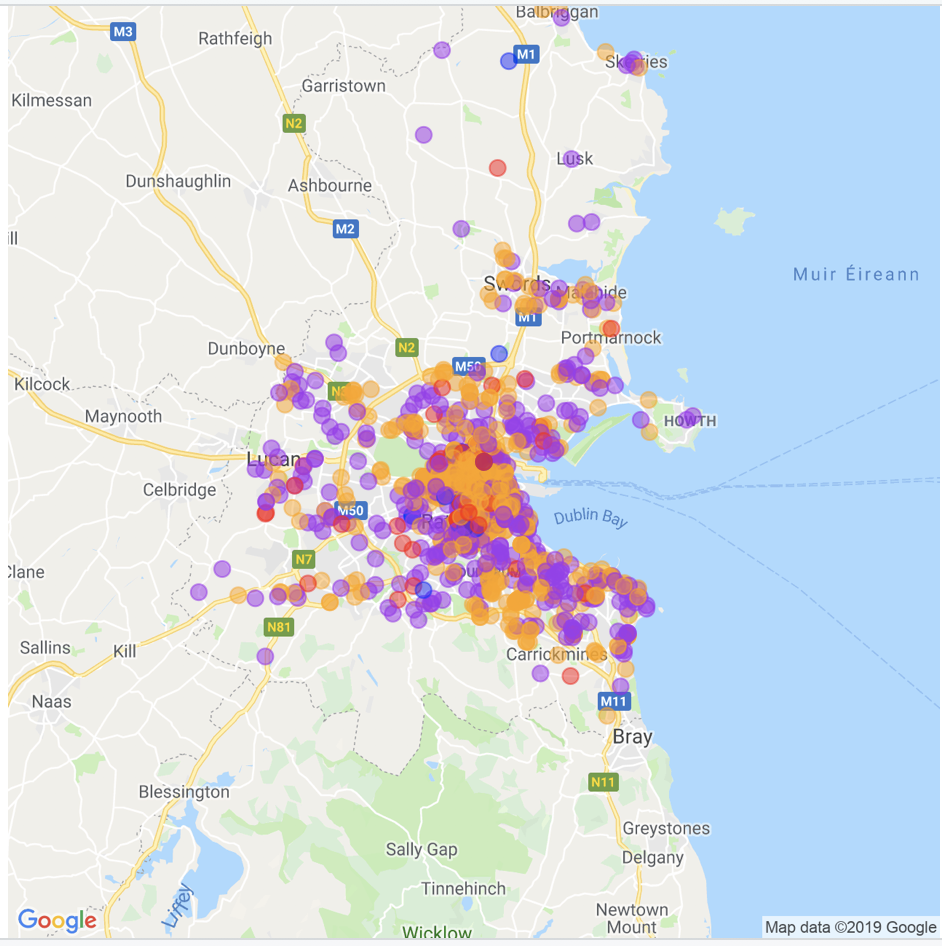 Balbriggan
M3
Rathfeigh
M1
Skerries
Garristown
Kilmessan
N2
Lusk
Dunshaughlin
Ashbourne
M2
ill
Muir Éireann
Swords
Malahide
M1
Portmarnock
Dunboyne
N2
M50
Kilcock
Maynooth
HOWTH
Lucan
Celbridge
M50
Dublin Bay
N7
Clane
N81
Sallins
Kill
Carrickmines
Naas
M11
Bray
N11
Blessington
Greystones
Sally Gap
Delgany
Tinnehinch
Liffey
Newtown
Mount
Google
Wicklow
Map data ©2019 Google